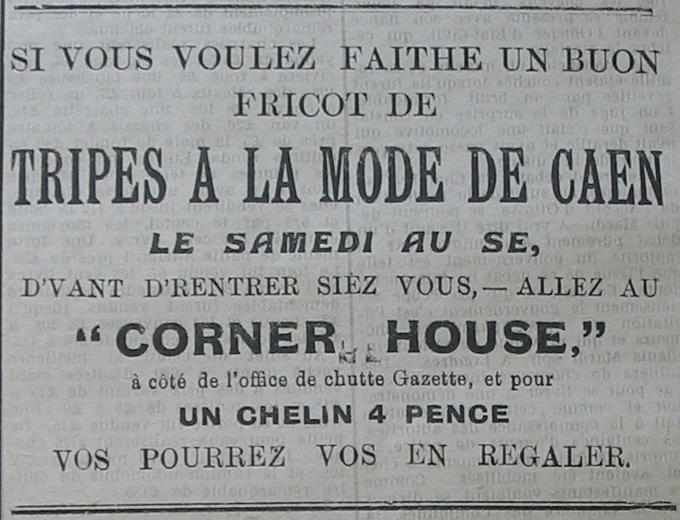 SI VOUS VOULEZ FAITHE UN BUON
FRICOT DE
TRIPES A LA MODE DE CAEN
LE SAMEDI AU SE,
D'VANT D'RENTRER SIÉZ VOUS,— ALLEZ AU
“CORNER HOUSE,”
à côté de l'office de chutte Gazette, et pour
UN CHELIN 4 PENCE
VOS POURREZ VOS EN REGALER.